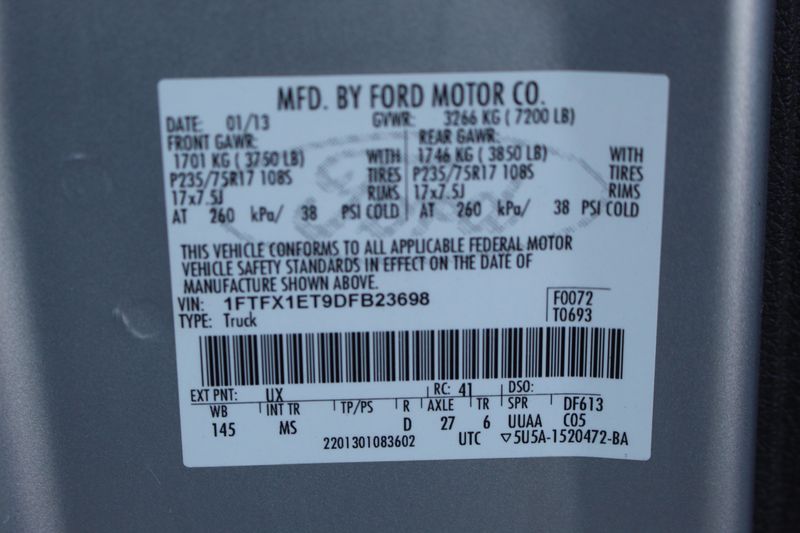 MFD. BY FORD MOTOR CO.
DATE: 01/13 GVWR: 3266 KG ( 7200 LB)
FRONT GAWR: REAR GAWR:
1701 KG ( 3750 LB) WITH 1746 KG ( 3850 LB) WITH
P235/75R17 108S TIRES P235/75R17 108S TIRES
17x7.5J RIMS 17x7.5J RIMS
AT 260 kPa/ 38 PSI COLD AT 260 kPa/ 38 PSI COLD
THIS VEHICLE CONFORMS TO ALL APPLICABLE FEDERAL MOTOR
VEHICLE SAFETY STANDARDS IN EFFECT ON THE DATE OF
MANUFACTURE SHOWN ABOVE.
VIN: 1FTFX1ET9DFB23698 F0072
TYPE: Truck T0693
EXT PNT: UX RC: 41 DSO:
WB INT TR TP/PS R AXLE TR SPR DF613
145 MS D 27 6 UUAA C05
2201301083602 UTC ▽5U5A-1520472-BA